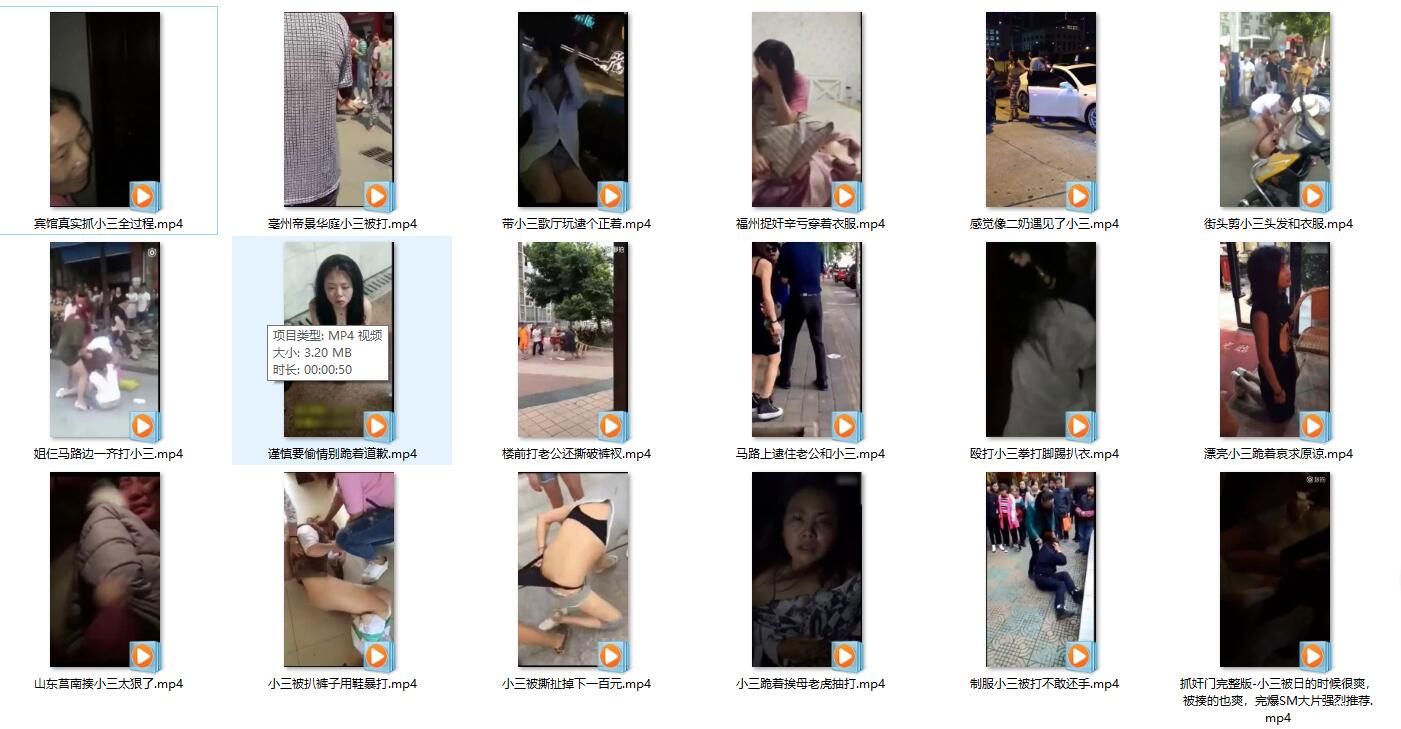 宾馆真实抓小三全过程.mp4
亳州帝景华庭小三被打.mp4
带小三歌厅玩逮个正着.mp4
福州捉奸辛亏穿着衣服.mp4
感觉像二奶遇见了小三.mp4
街头剪小三头发和衣服.mp4
项目类型: MP4 视频
大小: 3.20 MB
时长: 00:00:50
姐仨马路边一齐打小三.mp4
谨慎要偷情别跪着道歉.mp4
楼前打老公还撕破裤衩.mp4
马路上逮住老公和小三.mp4
殴打小三拳打脚踢扒衣.mp4
漂亮小三跪着哀求原谅.mp4
山东莒南揍小三太狠了.mp4
小三被扒裤子用鞋暴打.mp4
小三被撕扯掉下一百元.mp4
小三跪着挨母老虎抽打.mp4
制服小三被打不敢还手.mp4
抓奸门完整版-小三被日的时候很爽，
被揍的也爽，完爆SM大片强烈推荐.
mp4